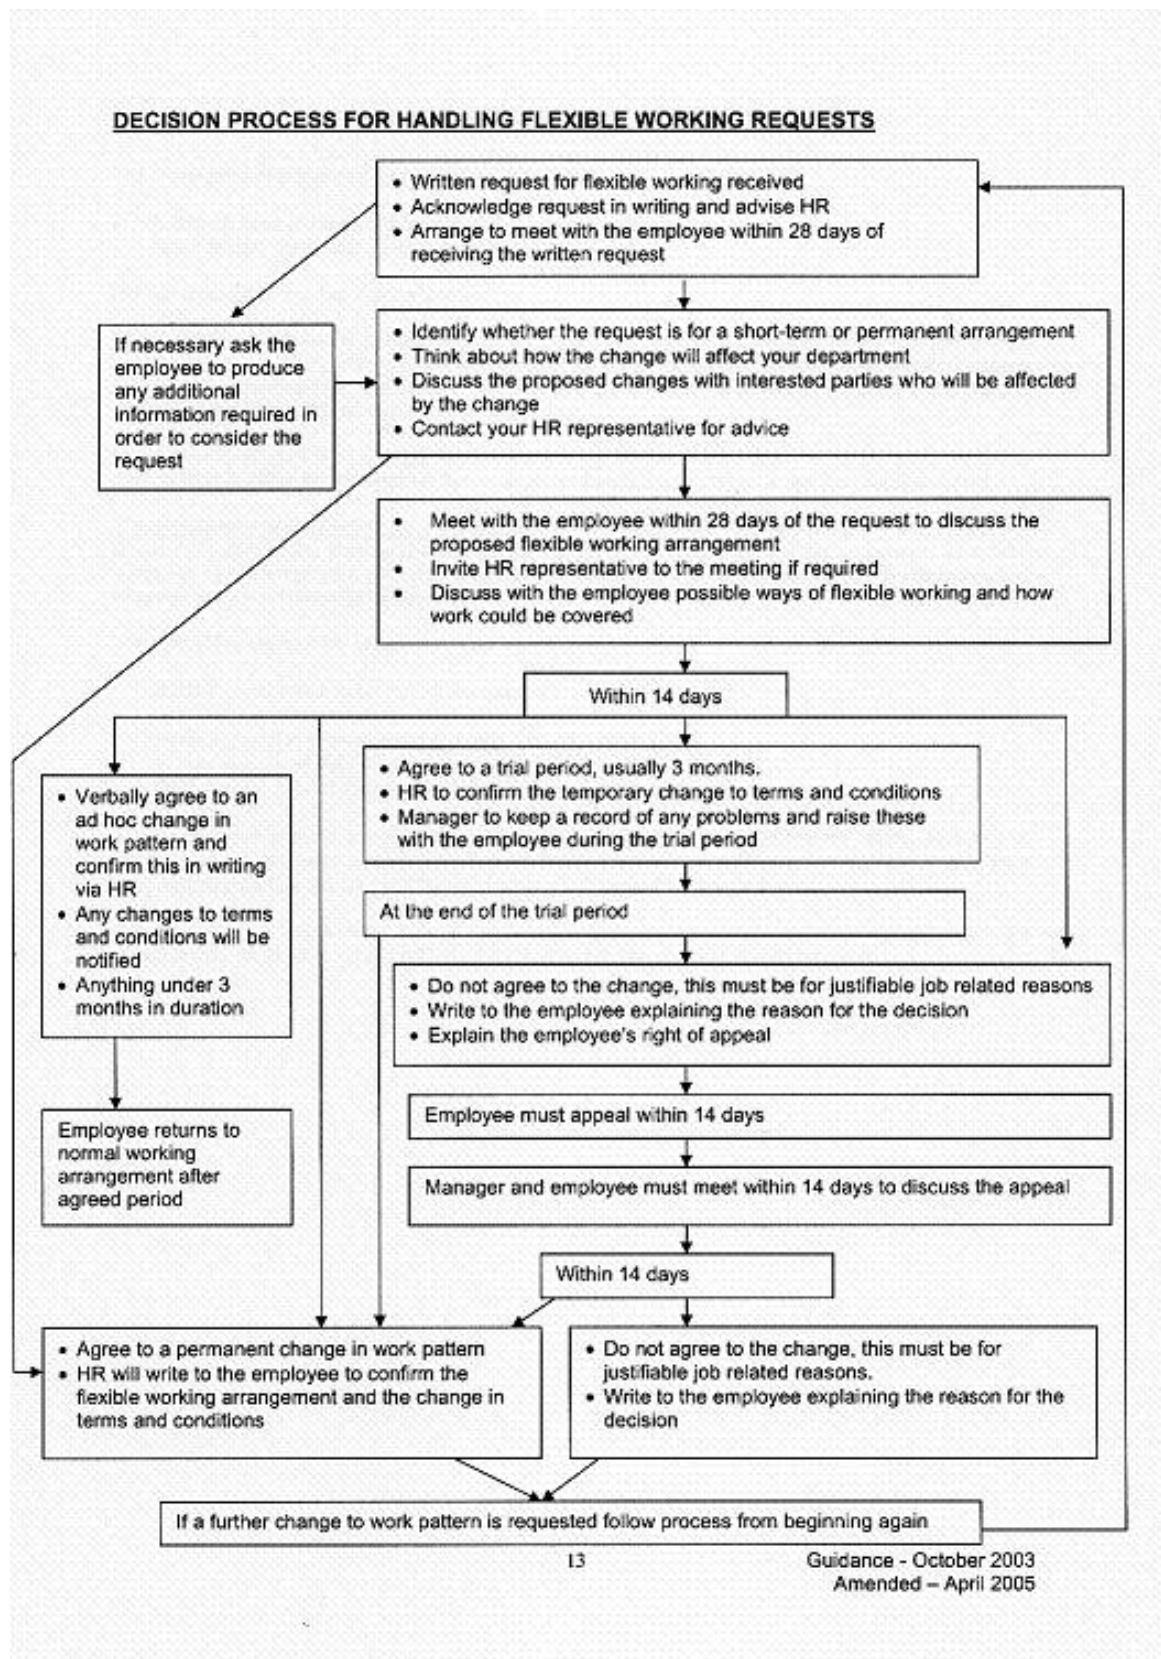 DECISION PROCESS FOR HANDLING FLEXIBLE WORKING REQUESTS
• Written request for flexible working received
• Acknowledge request in writing and advise HR
• Arrange to meet with the employee within 28 days of
receiving the written request
If necessary ask the
employee to produce
any additional
information required in
order to consider the
request
• Identify whether the request is for a short-term or permanent arrangement
• Think about how the change will affect your department
• Discuss the proposed changes with interested parties who will be affected
by the change
• Contact your HR representative for advice
• Meet with the employee within 28 days of the request to discuss the
proposed flexible working arrangement
• Invite HR representative to the meeting if required
• Discuss with the employee possible ways of flexible working and how
work could be covered
Within 14 days
• Verbally agree to an
ad hoc change in
work pattern and
confirm this in writing
via HR
• Any changes to terms
and conditions will be
notified
• Anything under 3
months in duration
• Agree to a trial period, usually 3 months.
• HR to confirm the temporary change to terms and conditions
• Manager to keep a record of any problems and raise these
with the employee during the trial period
At the end of the trial period
• Do not agree to the change, this must be for justifiable job related reasons
• Write to the employee explaining the reason for the decision
• Explain the employee's right of appeal
Employee must appeal within 14 days
Employee returns to
normal working
arrangement after
agreed period
Manager and employee must meet within 14 days to discuss the appeal
Within 14 days
• Agree to a permanent change in work pattern
• HR will write to the employee to confirm the
flexible working arrangement and the change in
terms and conditions
• Do not agree to the change, this must be for
justifiable job related reasons.
• Write to the employee explaining the reason for the
decision
If a further change to work pattern is requested follow process from beginning again
13
Guidance - October 2003
Amended – April 2005